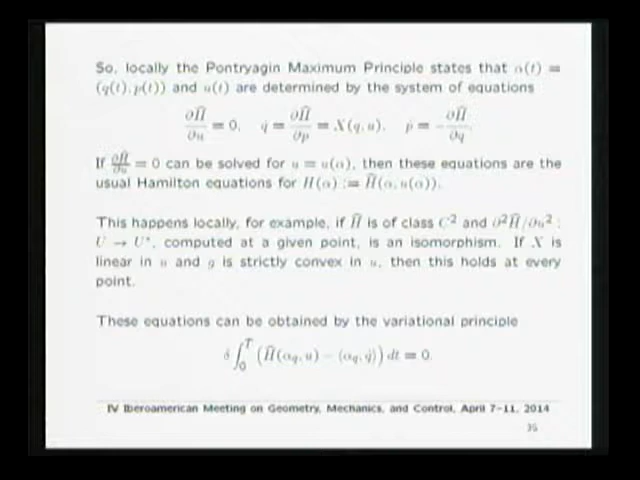 So, locally the Pontryagin Maximum Principle states that α(t) =
(q(t), p(t)) and u(t) are determined by the system of equations
∂Ĥ/∂u = 0, q̇ = ∂Ĥ/∂p = X(q, u), ṗ = −∂Ĥ/∂q.
If ∂Ĥ/∂u = 0 can be solved for u = u(α), then these equations are the
usual Hamilton equations for H(α) := Ĥ(α, u(α)).
This happens locally, for example, if Ĥ is of class C² and ∂²Ĥ/∂u² :
U → U*, computed at a given point, is an isomorphism. If X is
linear in u and g is strictly convex in u, then this holds at every
point.
These equations can be obtained by the variational principle
δ∫₀ᵀ (Ĥ(α_q, u) − ⟨α_q, q̇⟩) dt = 0.
IV Iberoamerican Meeting on Geometry, Mechanics, and Control, April 7–11, 2014